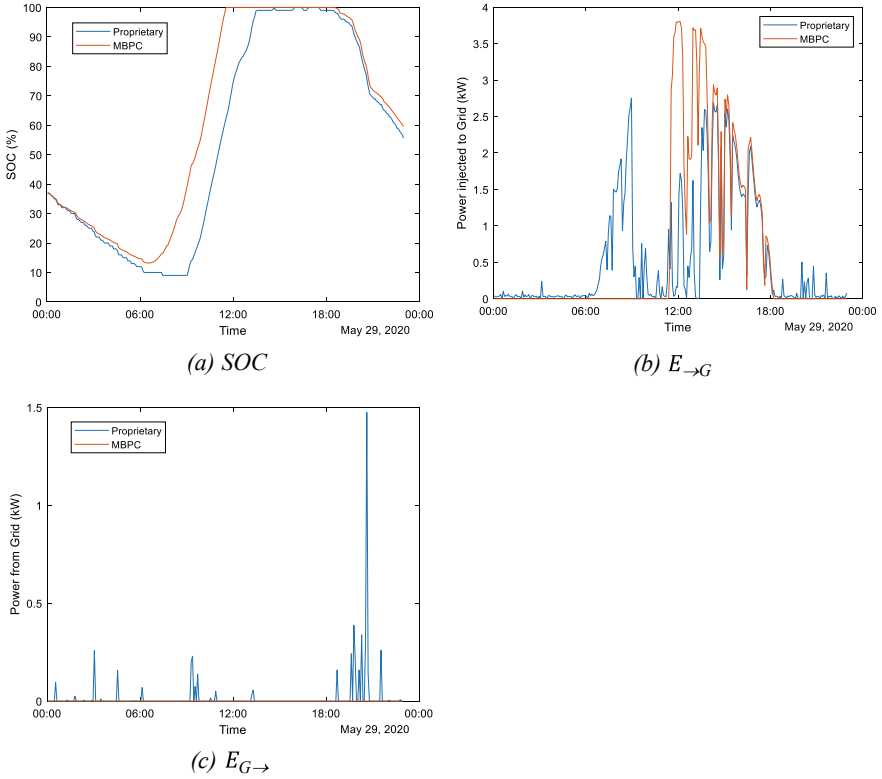 100
90
80
70
60
50
40
30
20
10
0
SOC (%)
Proprietary
MBPC
00:00 06:00 12:00 18:00 00:00
Time
May 29, 2020
(a) SOC
4
3.5
3
2.5
2
1.5
1
0.5
0
Power injected to Grid (kW)
Proprietary
MBPC
00:00 06:00 12:00 18:00 00:00
Time
May 29, 2020
(b) E→G
1.5
1
0.5
0
Power from Grid (kW)
Proprietary
MBPC
00:00 06:00 12:00 18:00 00:00
Time
May 29, 2020
(c) EG→